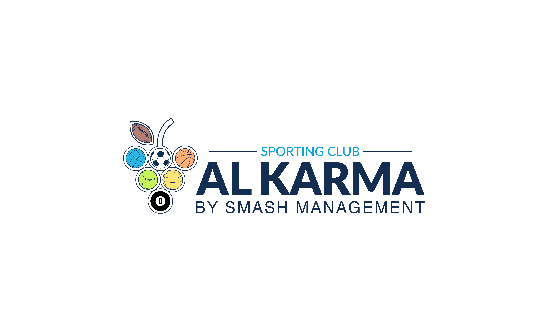 SPORTING CLUB
AL KARMA
BY SMASH MANAGEMENT